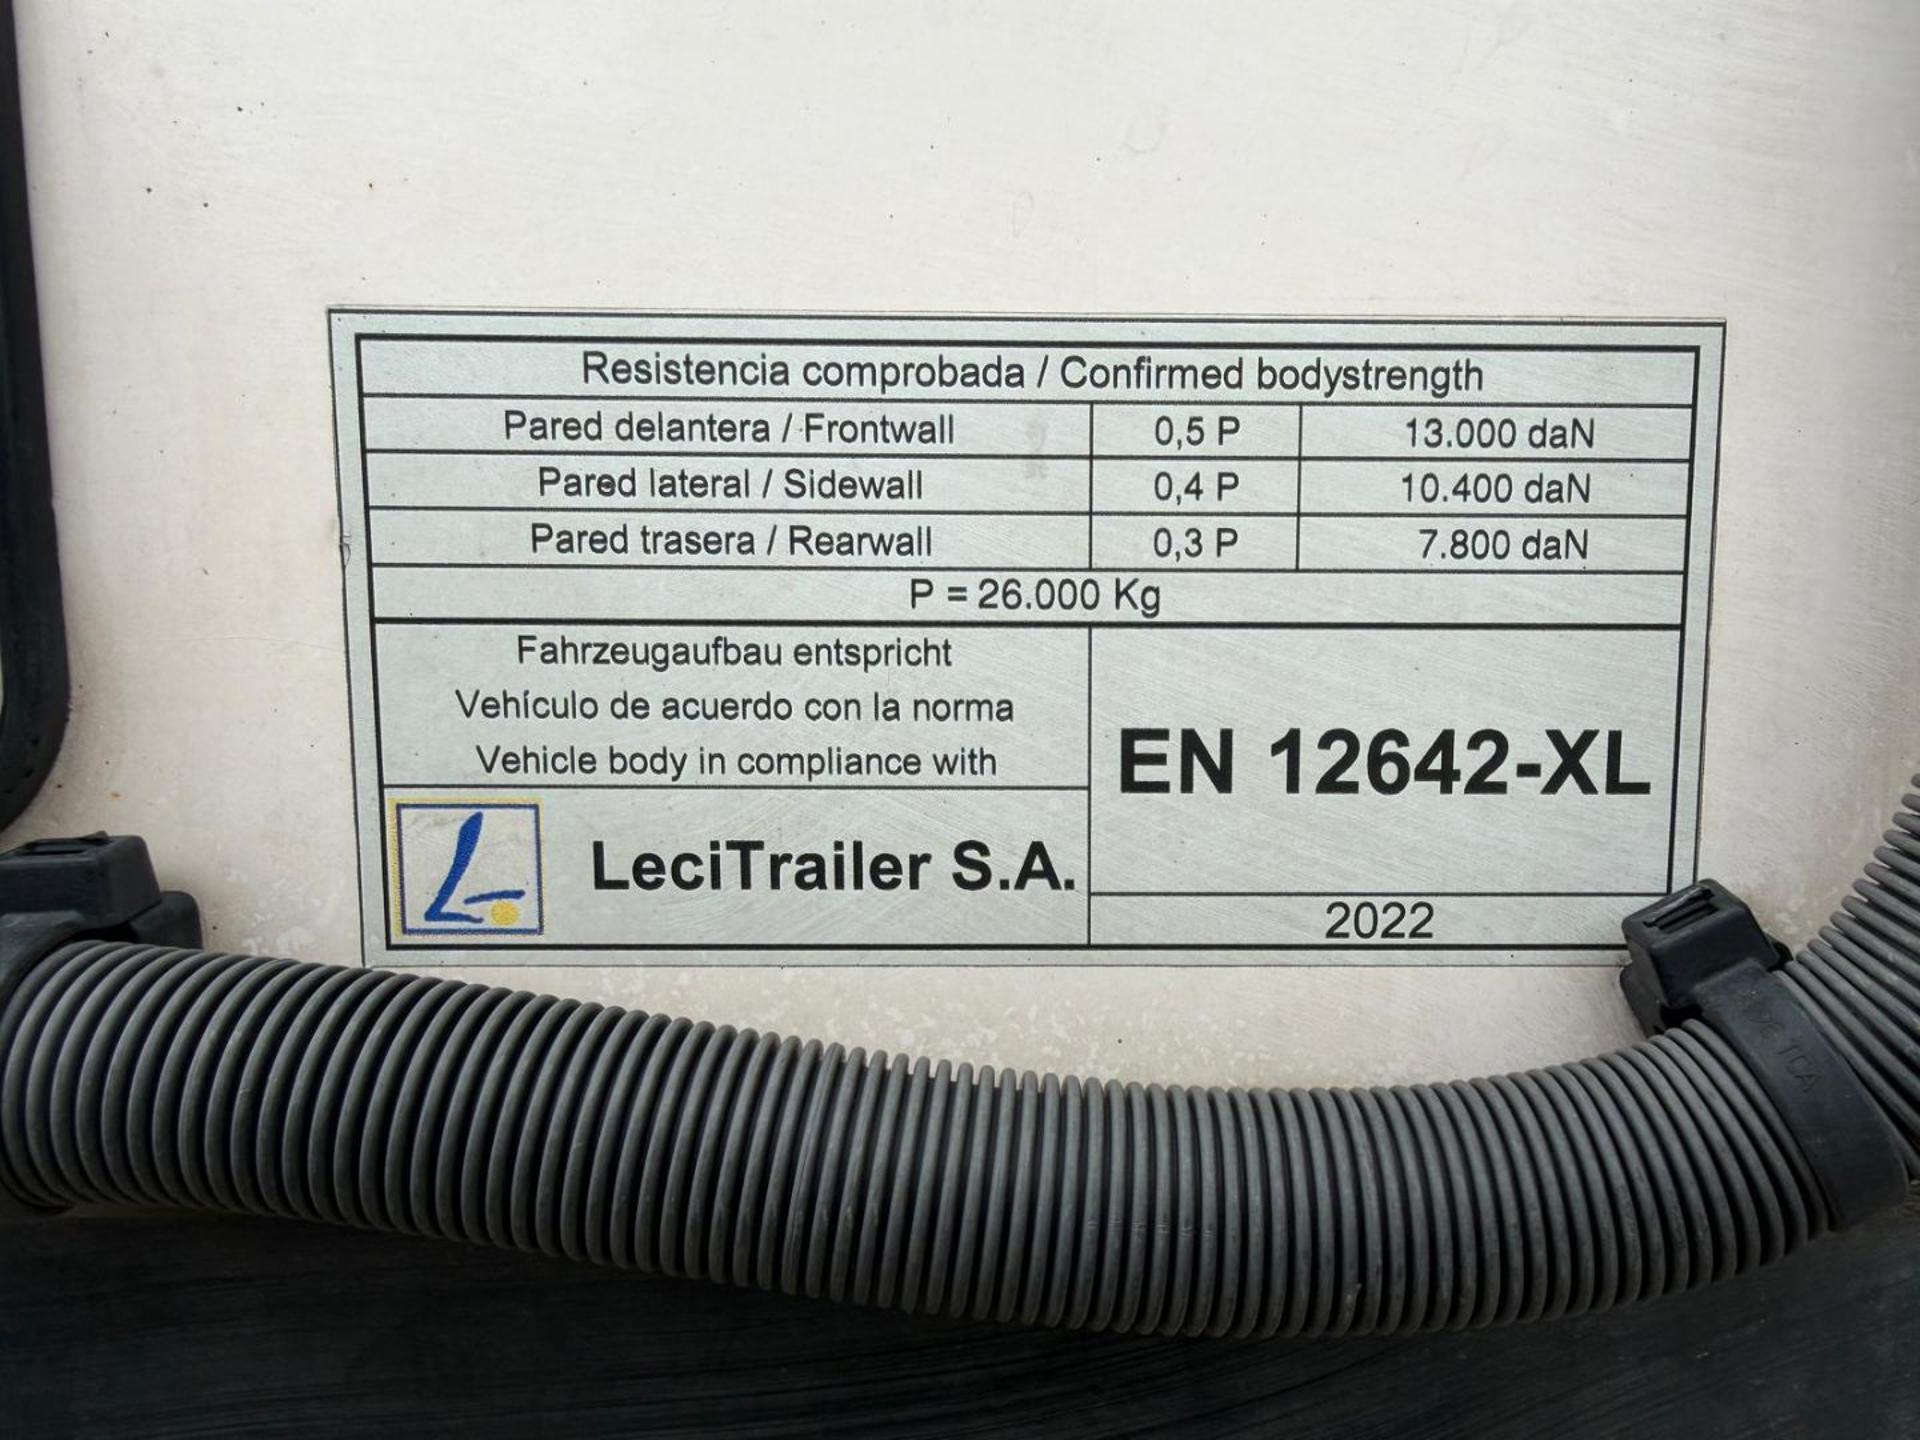 Resistencia comprobada / Confirmed bodystrength
Pared delantera / Frontwall 0,5 P 13.000 daN
Pared lateral / Sidewall 0,4 P 10.400 daN
Pared trasera / Rearwall 0,3 P 7.800 daN
P = 26.000 Kg
Fahrzeugaufbau entspricht
Vehículo de acuerdo con la norma
Vehicle body in compliance with
EN 12642-XL
LeciTrailer S.A.
2022